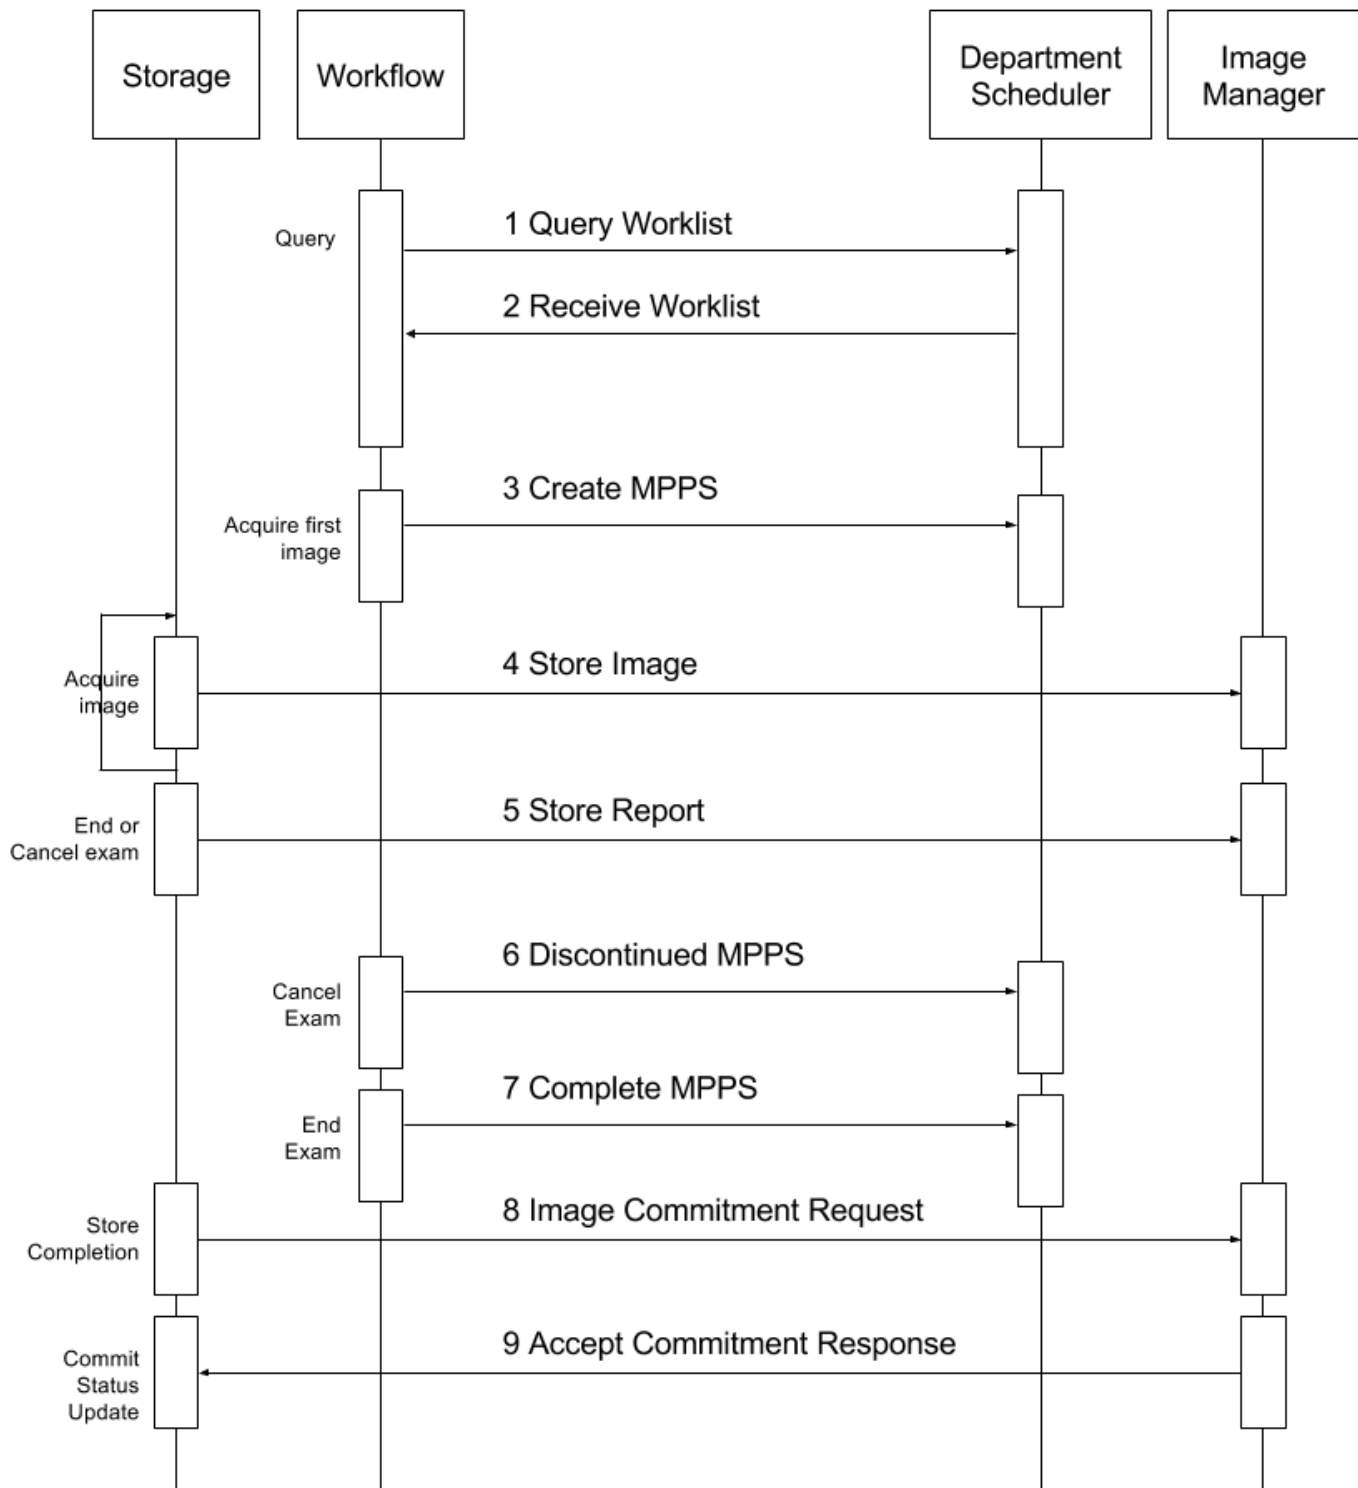 Storage
Workflow
Department
Scheduler
Image
Manager
Query
1 Query Worklist
2 Receive Worklist
3 Create MPPS
Acquire first
image
4 Store Image
Acquire
image
5 Store Report
End or
Cancel exam
6 Discontinued MPPS
Cancel
Exam
7 Complete MPPS
End
Exam
8 Image Commitment Request
Store
Completion
9 Accept Commitment Response
Commit
Status
Update